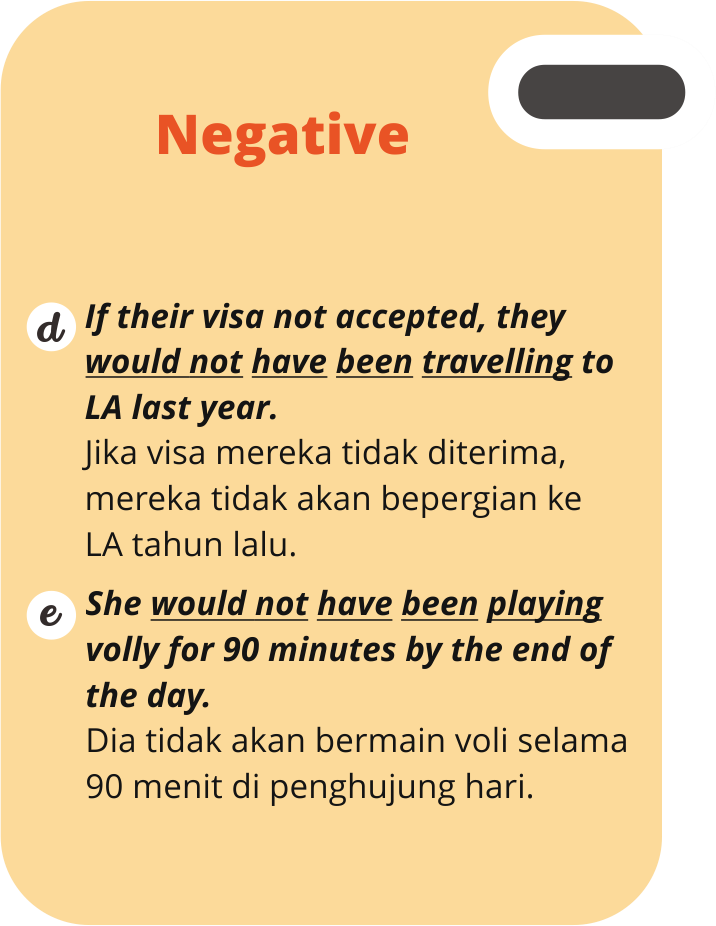 Negative
d
If their visa not accepted, they
would not have been travelling to
LA last year.
Jika visa mereka tidak diterima,
mereka tidak akan bepergian ke
LA tahun lalu.
e
She would not have been playing
volly for 90 minutes by the end of
the day.
Dia tidak akan bermain voli selama
90 menit di penghujung hari.